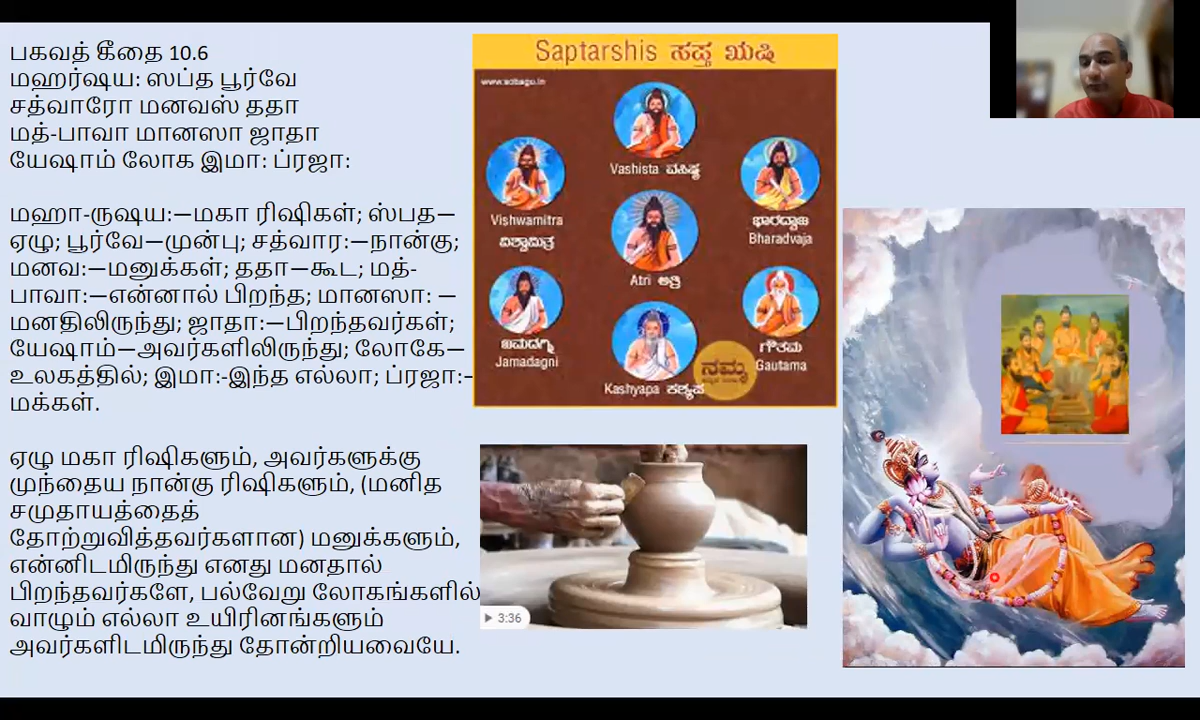 பகவத் கீதை 10.6
மஹர்ஷய: ஸப்த பூர்வே
சத்வாரோ மனவஸ் ததா
மத்-பாவா மானஸா ஜாதா
யேஷாம் லோக இமா: ப்ரஜா:
மஹா-ருஷய:—மகா ரிஷிகள்; ஸ்பத—
ஏழு; பூர்வே—முன்பு; சத்வார:—நான்கு;
மனவ:—மனுக்கள்; ததா—கூட; மத்-
பாவா:—என்னால் பிறந்த; மானஸா: —
மனதிலிருந்து; ஜாதா:—பிறந்தவர்கள்;
யேஷாம்—அவர்களிலிருந்து; லோகே—
உலகத்தில்; இமா:-இந்த எல்லா; ப்ரஜா:-
மக்கள்.
ஏழு மகா ரிஷிகளும், அவர்களுக்கு
முந்தைய நான்கு ரிஷிகளும், (மனித
சமுதாயத்தைத்
தோற்றுவித்தவர்களான) மனுக்களும்,
என்னிடமிருந்து எனது மனதால்
பிறந்தவர்களே, பல்வேறு லோகங்களில்
வாழும் எல்லா உயிரினங்களும்
அவர்களிடமிருந்து தோன்றியவையே.
Saptarshis ಸಪ್ತ ಋಷಿ
Vashista ವಸಿಷ್ಠ
Vishwamitra
ವಿಶ್ವಾಮಿತ್ರ
ಭಾರದ್ವಾಜ
Bharadvaja
Atri ಅತ್ರಿ
ಜಮದಗ್ನಿ
Jamadagni
ಗೌತಮ
Gautama
Kashyapa ಕಶ್ಯಪ
ನಮ್ಮ
3:36